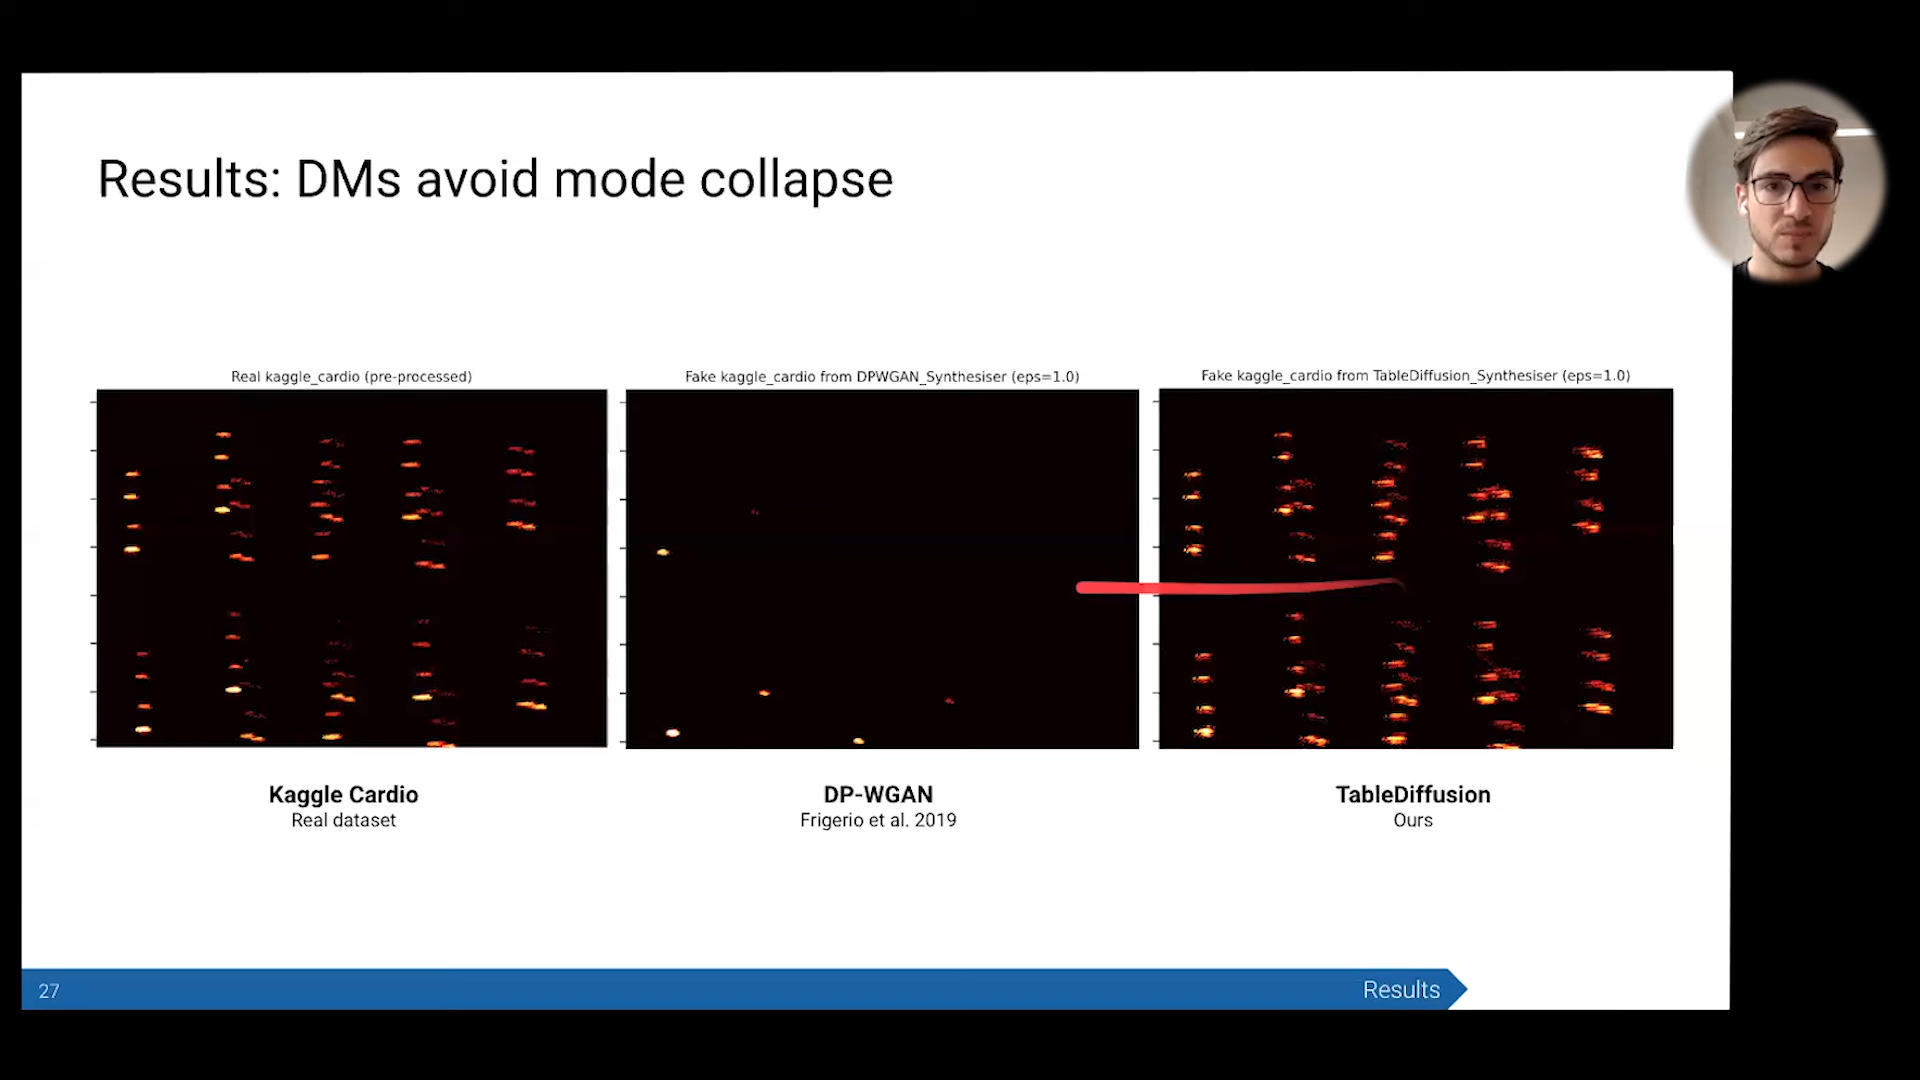 Results: DMs avoid mode collapse
Real kaggle_cardio (pre-processed)
Fake kaggle_cardio from DPWGAN_Synthesiser (eps=1.0)
Fake kaggle_cardio from TableDiffusion_Synthesiser (eps=1.0)
Kaggle Cardio
Real dataset
DP-WGAN
Frigerio et al. 2019
TableDiffusion
Ours
27
Results